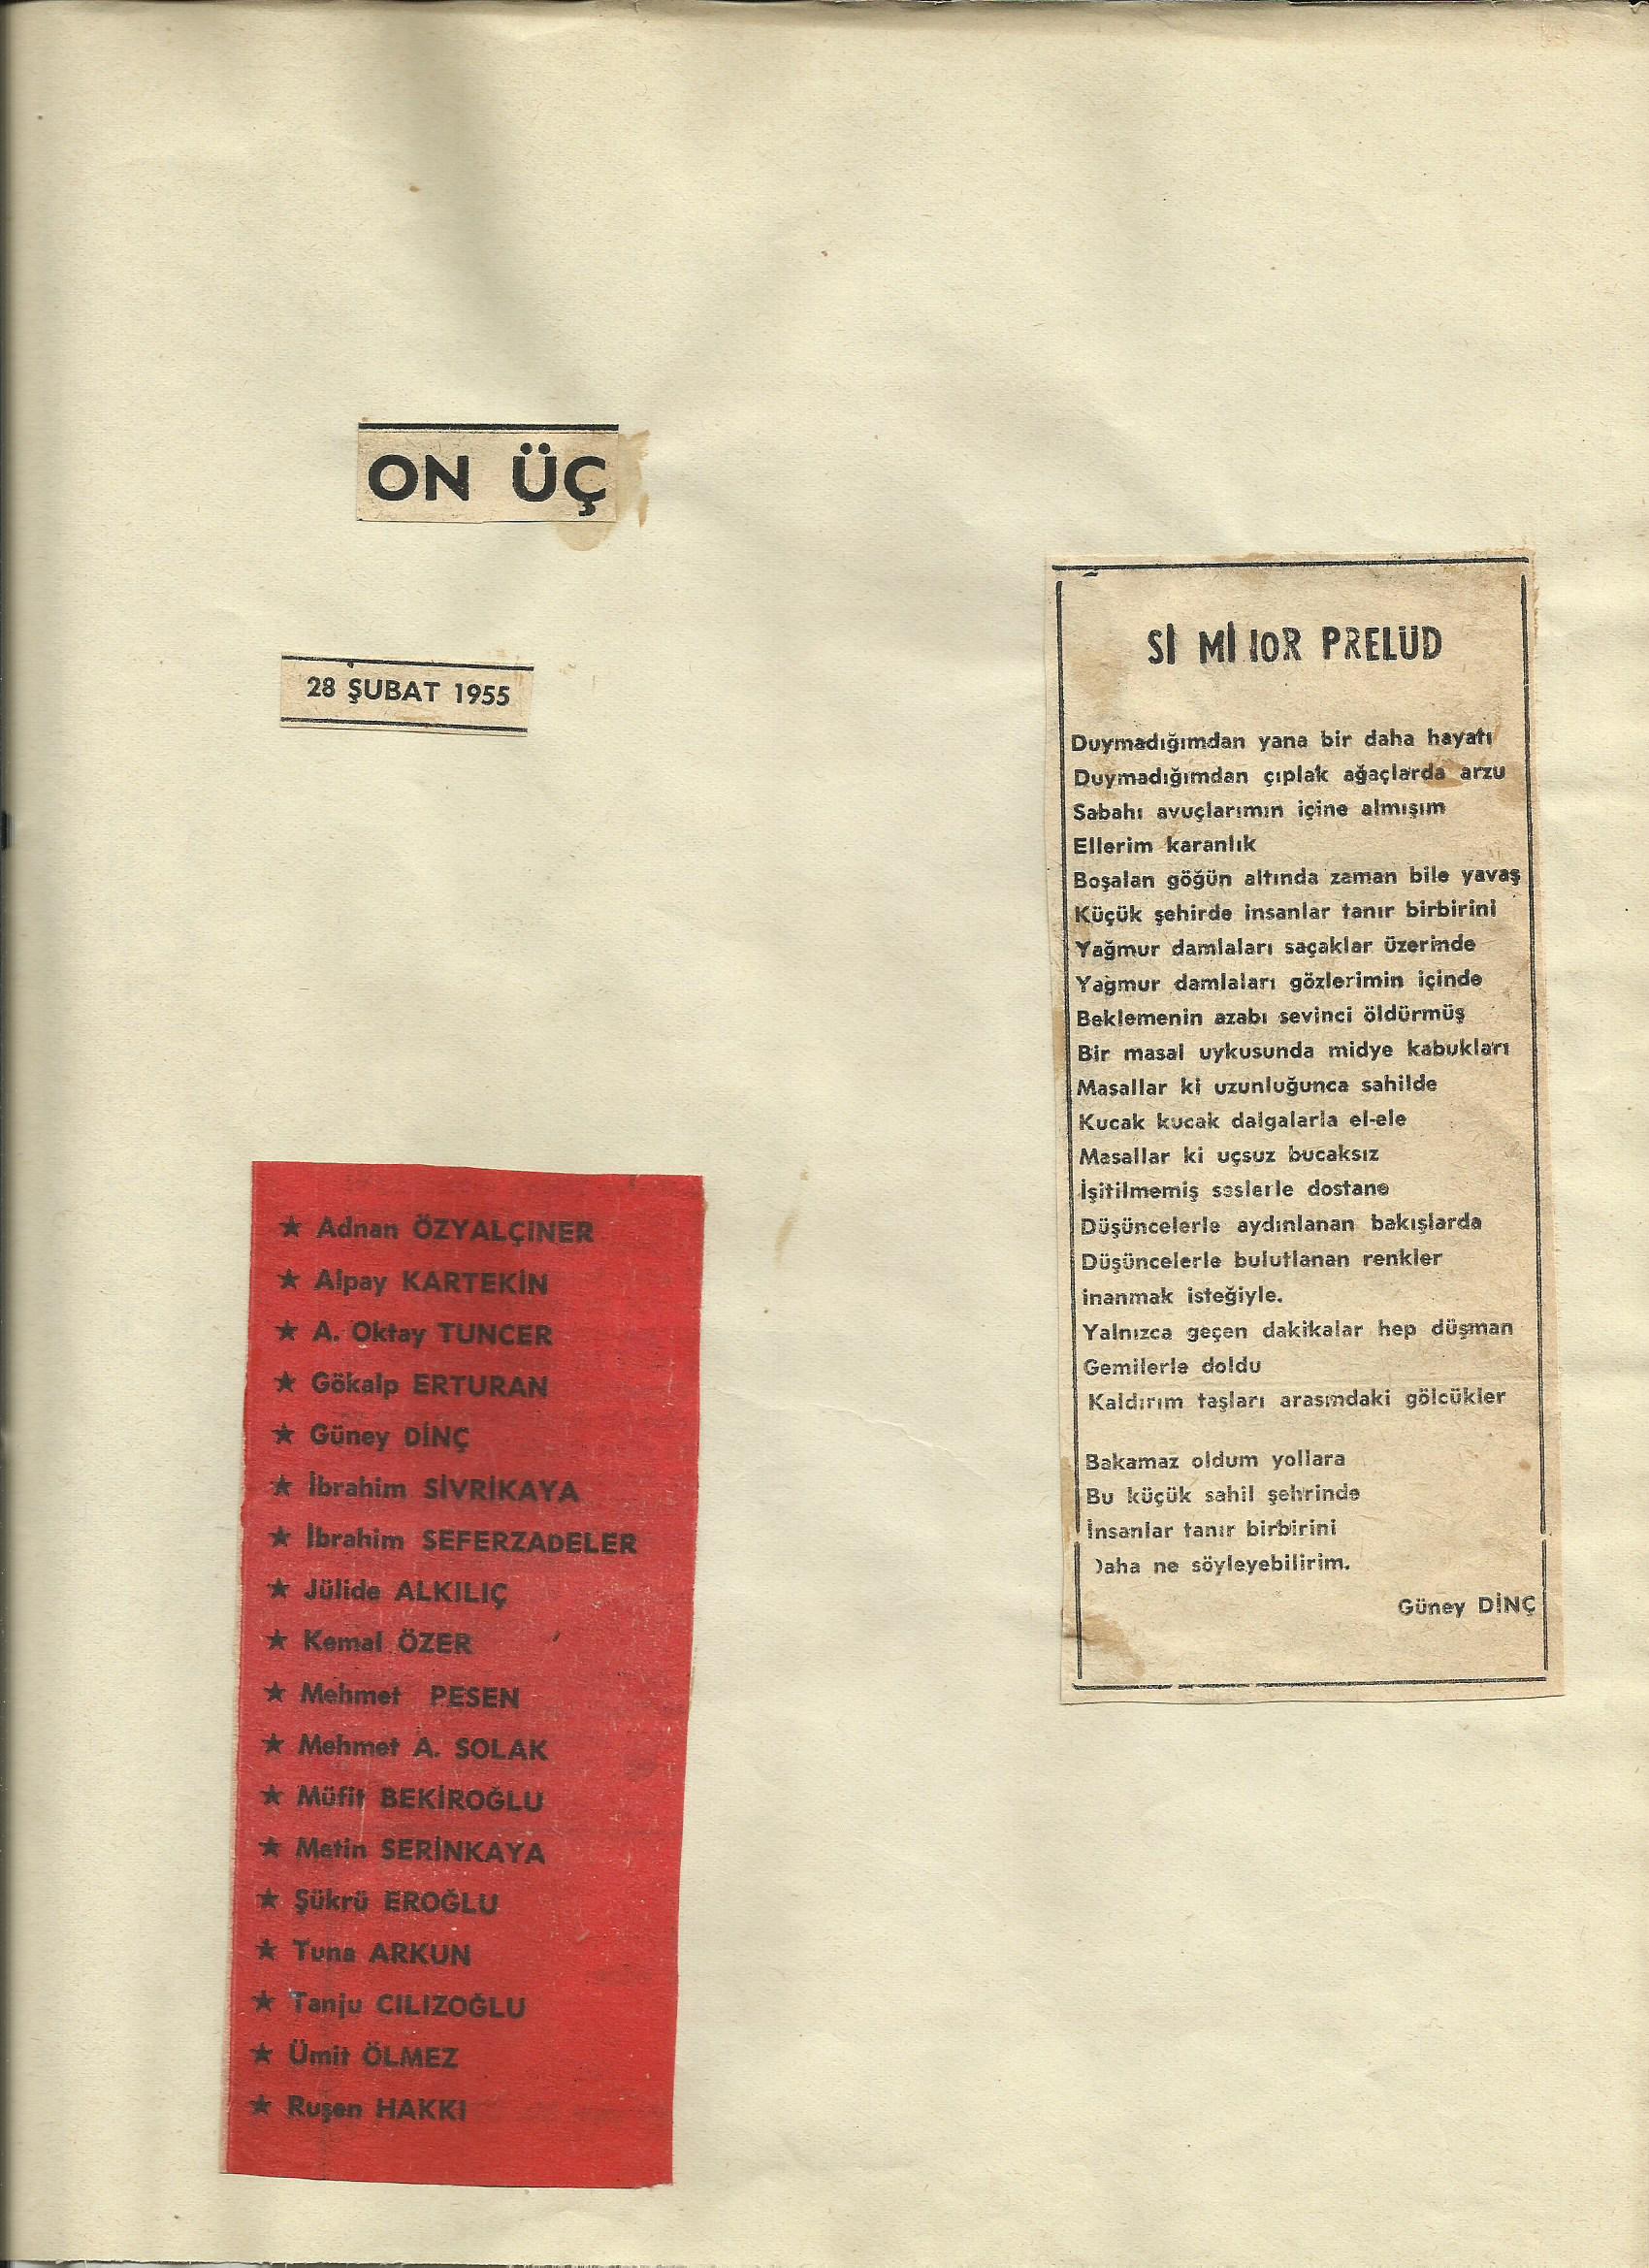 ON ÜÇ
28 ŞUBAT 1955
★ Adnan ÖZYALÇINER
★ Alpay KARTEKİN
★ A. Oktay TUNCER
★ Gökalp ERTURAN
★ Güney DİNÇ
★ İbrahim SİVRİKAYA
★ İbrahim SEFERZADELER
★ Jülide ALKILIÇ
★ Kemal ÖZER
★ Mehmet PESEN
★ Mehmet A. SOLAK
★ Müfit BEKİROĞLU
★ Metin SERİNKAYA
★ Şükrü EROĞLU
★ Tuna ARKUN
★ Tanju CILIZOĞLU
★ Ümit ÖLMEZ
★ Ruşen HAKKI
Sİ MİNOR PRELÜD
Duymadığımdan yana bir daha hayatı
Duymadığımdan çıplak ağaçlarda arzu
Sabahı avuçlarımın içine almışım
Ellerim karanlık
Boşalan göğün altında zaman bile yavaş
Küçük şehirde insanlar tanır birbirini
Yağmur damlaları saçaklar üzerinde
Yağmur damlaları gözlerimin içinde
Beklemenin azabı sevinci öldürmüş
Bir masal uykusunda midye kabukları
Masallar ki uzunluğunca sahilde
Kucak kucak dalgalarla el-ele
Masallar ki uçsuz bucaksız
İşitilmemiş seslerle dostane
Düşüncelerle aydınlanan bakışlarda
Düşüncelerle bulutlanan renkler
inanmak isteğiyle.
Yalnızca geçen dakikalar hep düşman
Gemilerle doldu
Kaldırım taşları arasındaki gölcükler
Bakamaz oldum yollara
Bu küçük sahil şehrinde
İnsanlar tanır birbirini
Daha ne söyleyebilirim.
Güney DİNÇ